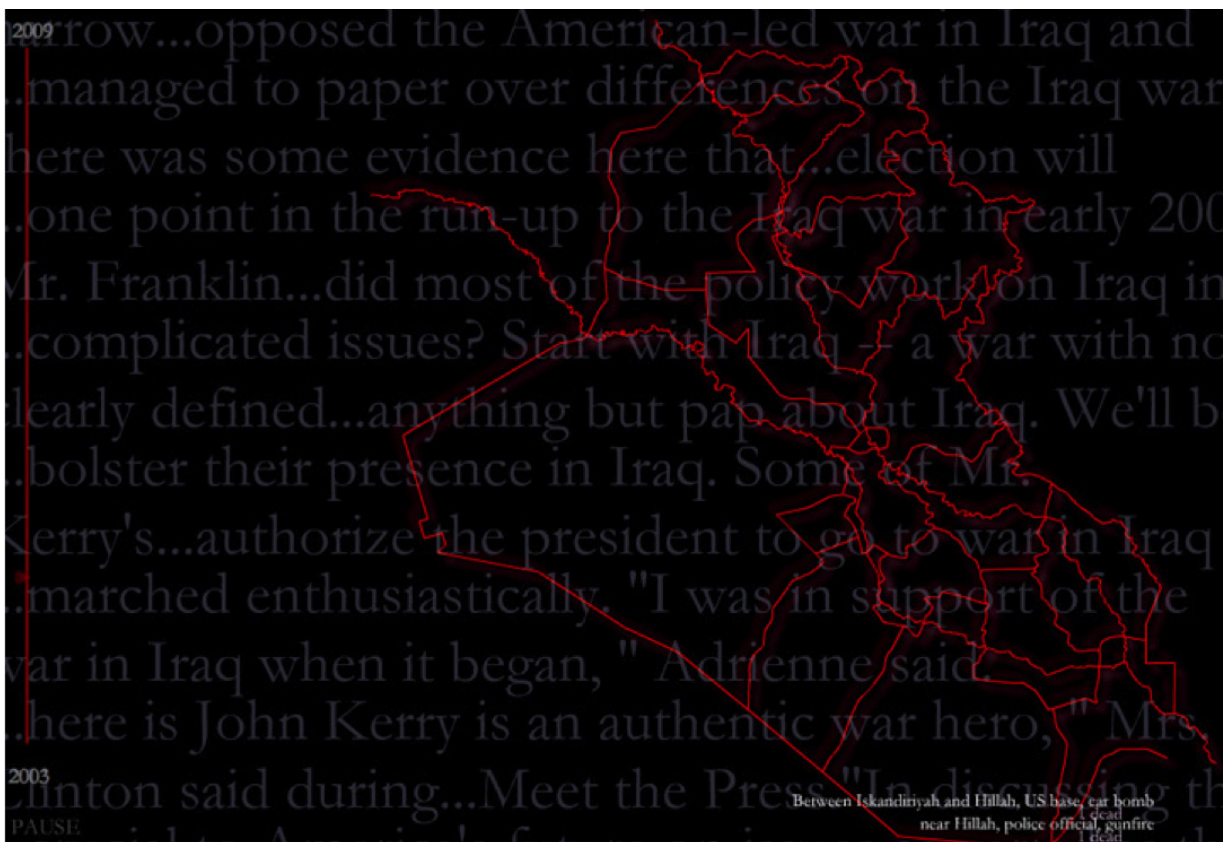 2009
arrow...opposed the American-led war in Iraq and
...managed to paper over differences on the Iraq war
here was some evidence here that...election will
...one point in the run-up to the Iraq war in early 200
Mr. Franklin...did most of the policy work on Iraq in
...complicated issues? Start with Iraq -- a war with no
clearly defined...anything but pap about Iraq. We'll b
...bolster their presence in Iraq. Some of Mr.
Kerry's...authorize the president to go to war in Iraq
...marched enthusiastically. "I was in support of the
war in Iraq when it began, " Adrienne said.
...here is John Kerry is an authentic war hero, " Mrs.
2003
Clinton said during...Meet the Press. "In discussing th
Between Iskandiriyah and Hillah, US base, car bomb
1 dead
near Hillah, police official, gunfire
1 dead
PAUSE